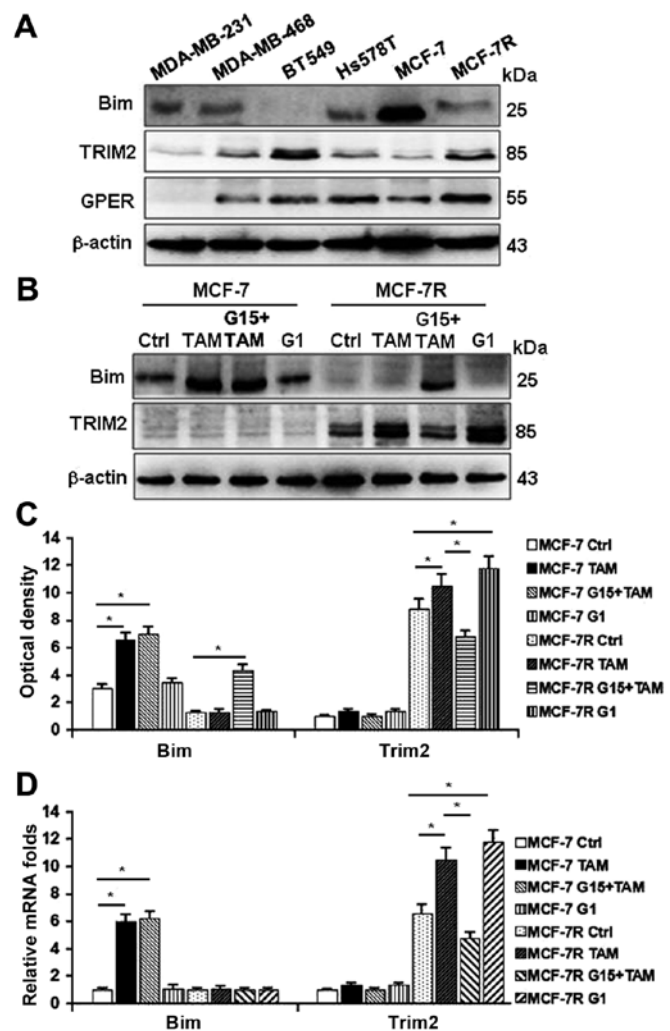 A
MDA-MB-231 MDA-MB-468 BT549 Hs578T MCF-7 MCF-7R
kDa
Bim 25
TRIM2 85
GPER 55
β-actin 43
B
MCF-7 MCF-7R
Ctrl TAM G15+ TAM G1 Ctrl TAM G15+ TAM G1
kDa
Bim 25
TRIM2 85
β-actin 43
C
Optical density
14
12
10
8
6
4
2
0
* * * * * *
Bim Trim2
MCF-7 Ctrl
MCF-7 TAM
MCF-7 G15+TAM
MCF-7 G1
MCF-7R Ctrl
MCF-7R TAM
MCF-7R G15+TAM
MCF-7R G1
D
Relative mRNA folds
14
12
10
8
6
4
2
0
* * * * *
Bim Trim2
MCF-7 Ctrl
MCF-7 TAM
MCF-7 G15+TAM
MCF-7 G1
MCF-7R Ctrl
MCF-7R TAM
MCF-7R G15+TAM
MCF-7R G1